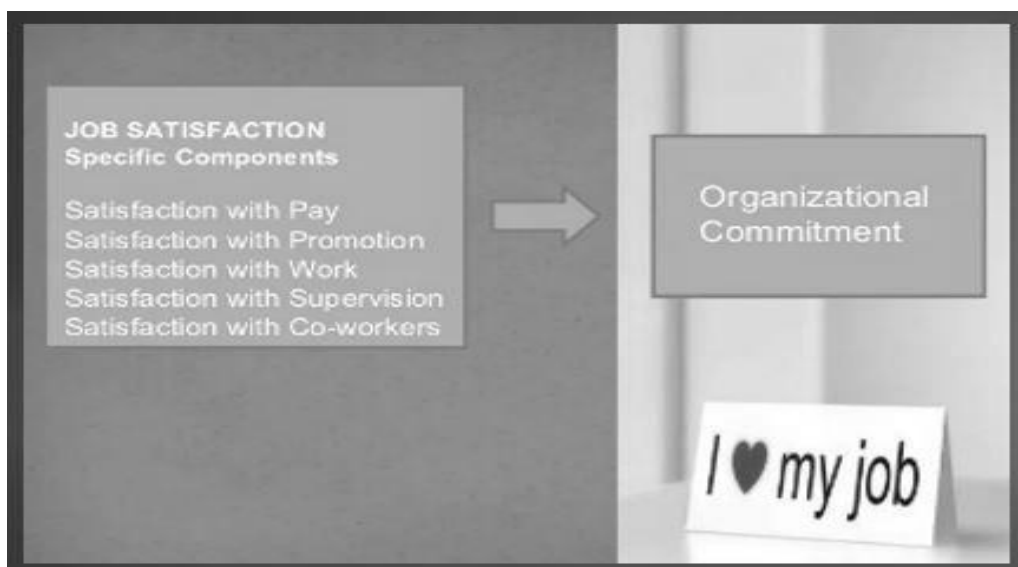 JOB SATISFACTION
Specific Components
Satisfaction with Pay
Satisfaction with Promotion
Satisfaction with Work
Satisfaction with Supervision
Satisfaction with Co-workers
Organizational
Commitment
I ♥ my job